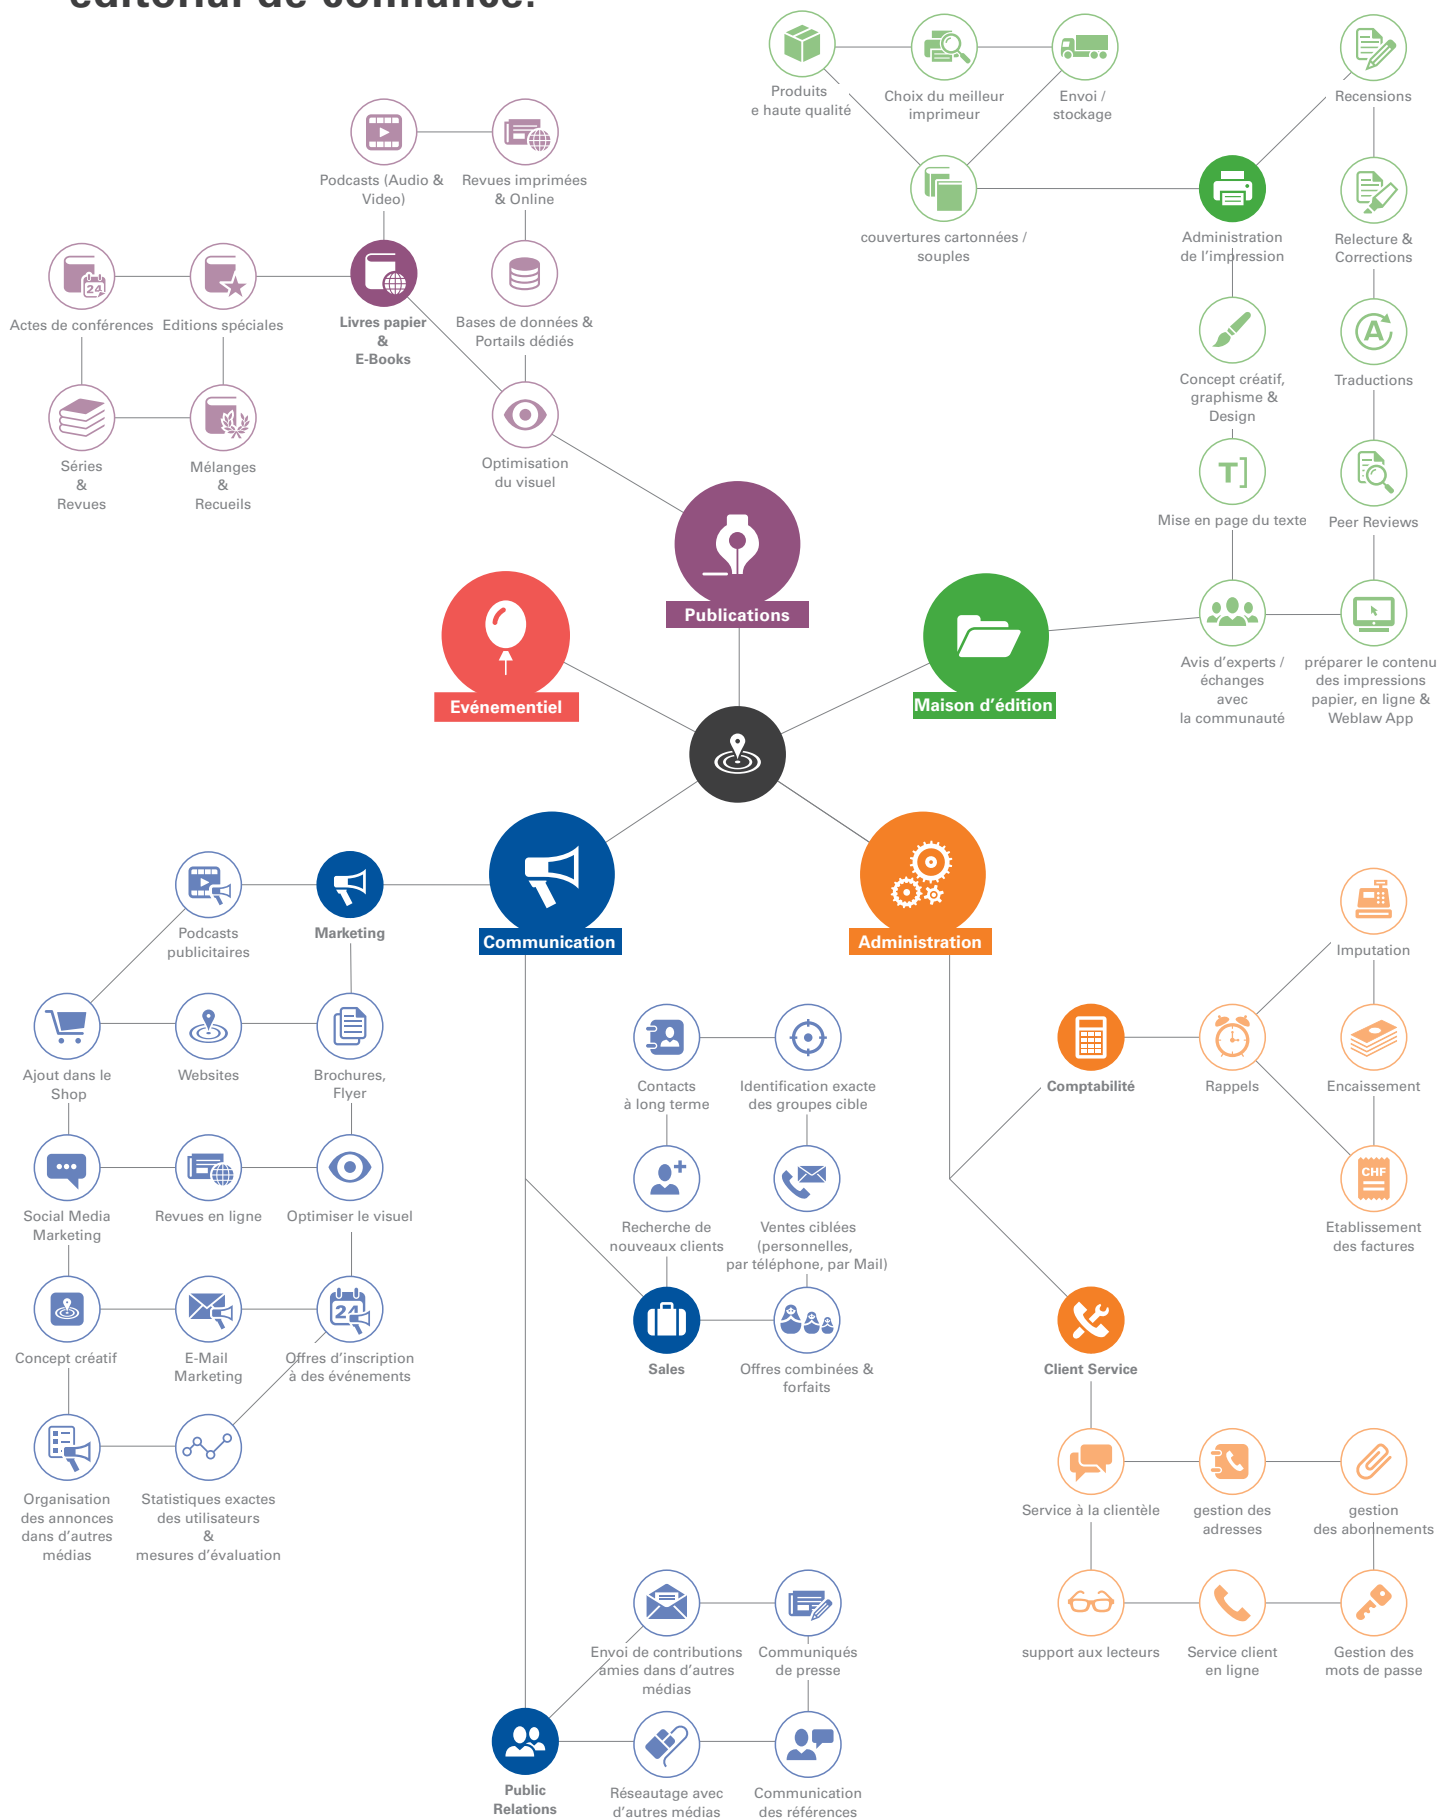 éditorial de confiance.
Produits
e haute qualité
Choix du meilleur
imprimeur
Envoi /
stockage
Recensions
Podcasts (Audio &
Video)
Revues imprimées
& Online
couvertures cartonnées /
souples
Administration
de l'impression
Relecture &
Corrections
Actes de conférences
Editions spéciales
Livres papier
&
E-Books
Bases de données &
Portails dédiés
Concept créatif,
graphisme &
Design
Traductions
Séries
&
Revues
Mélanges
&
Recueils
Optimisation
du visuel
T]
A
Mise en page du texte
Peer Reviews
Publications
Evénementiel
Maison d'édition
Avis d'experts /
échanges
avec
la communauté
préparer le contenu
des impressions
papier, en ligne &
Weblaw App
Communication
Administration
Podcasts
publicitaires
Marketing
Imputation
Ajout dans le
Shop
Websites
Brochures,
Flyer
Contacts
à long terme
Identification exacte
des groupes cible
Comptabilité
Rappels
Encaissement
CHF
Social Media
Marketing
Revues en ligne
Optimiser le visuel
Recherche de
nouveaux clients
Ventes ciblées
(personnelles,
par téléphone, par Mail)
Etablissement
des factures
24
24
Concept créatif
E-Mail
Marketing
Offres d'inscription
à des événements
Sales
Offres combinées &
forfaits
Client Service
Organisation
des annonces
dans d'autres
médias
Statistiques exactes
des utilisateurs
&
mesures d'évaluation
Service à la clientèle
gestion des
adresses
gestion
des abonnements
Envoi de contributions
amies dans d'autres
médias
Communiqués
de presse
support aux lecteurs
Service client
en ligne
Gestion des
mots de passe
Public
Relations
Réseautage avec
d'autres médias
Communication
des références